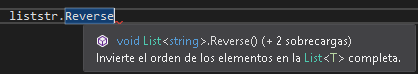 liststr.Reverse
void List<string>.Reverse() (+ 2 sobrecargas)
Invierte el orden de los elementos en la List<T> completa.